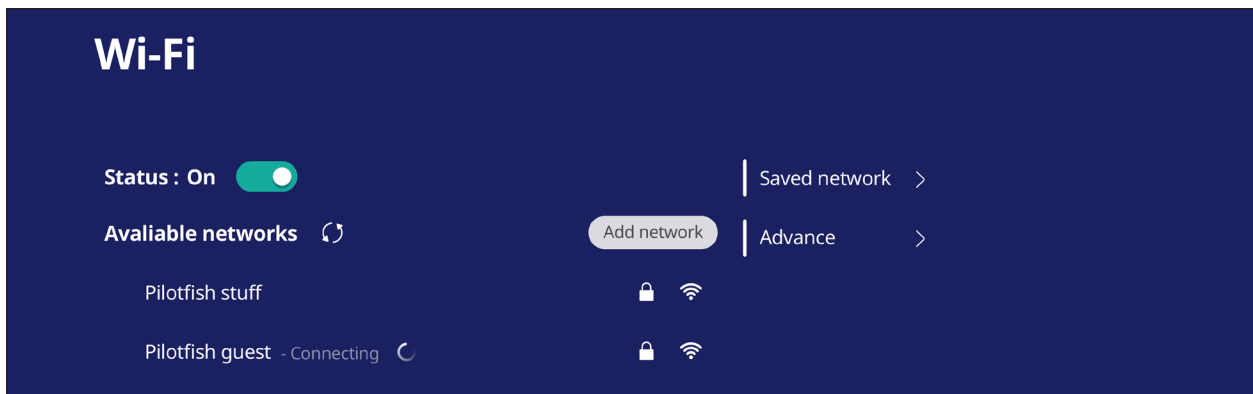 Wi-Fi
Status : On
Saved network
Avaliable networks
Add network
Advance
Pilotfish stuff
Pilotfish guest - Connecting